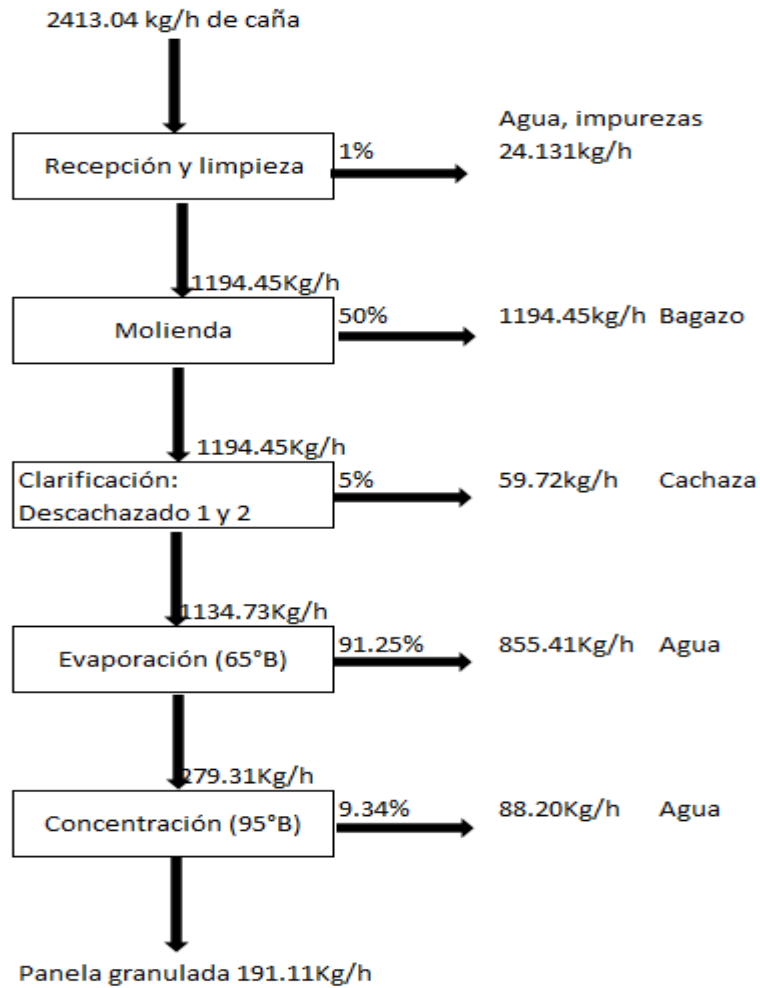 2413.04 kg/h de caña
Agua, impurezas
Recepción y limpieza
1%
24.131kg/h
1194.45Kg/h
Molienda
50%
1194.45kg/h Bagazo
1194.45Kg/h
Clarificación:
Descachazado 1 y 2
5%
59.72kg/h Cachaza
1134.73Kg/h
Evaporación (65°B)
91.25%
855.41Kg/h Agua
279.31Kg/h
Concentración (95°B)
9.34%
88.20Kg/h Agua
Panela granulada 191.11Kg/h